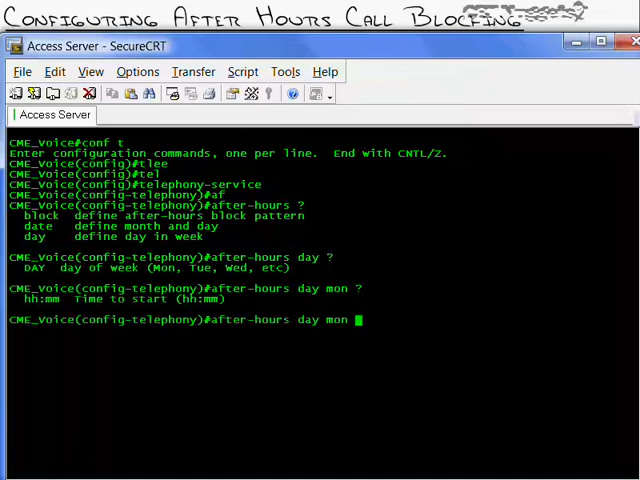 CONFIGURING AFTER HOURS CALL BLOCKING
Access Server - SecureCRT
File Edit View Options Transfer Script Tools Help
Access Server
CME_Voice#conf t
Enter configuration commands, one per line.  End with CNTL/Z.
CME_Voice(config)#tlee
CME_Voice(config)#tel
CME_Voice(config)#telephony-service
CME_Voice(config-telephony)#af
CME_Voice(config-telephony)#after-hours ?
block  define after-hours block pattern
date   define month and day
day    define day in week
CME_Voice(config-telephony)#after-hours day ?
DAY  day of week (Mon, Tue, Wed, etc)
CME_Voice(config-telephony)#after-hours day mon ?
hh:mm  Time to start (hh:mm)
CME_Voice(config-telephony)#after-hours day mon